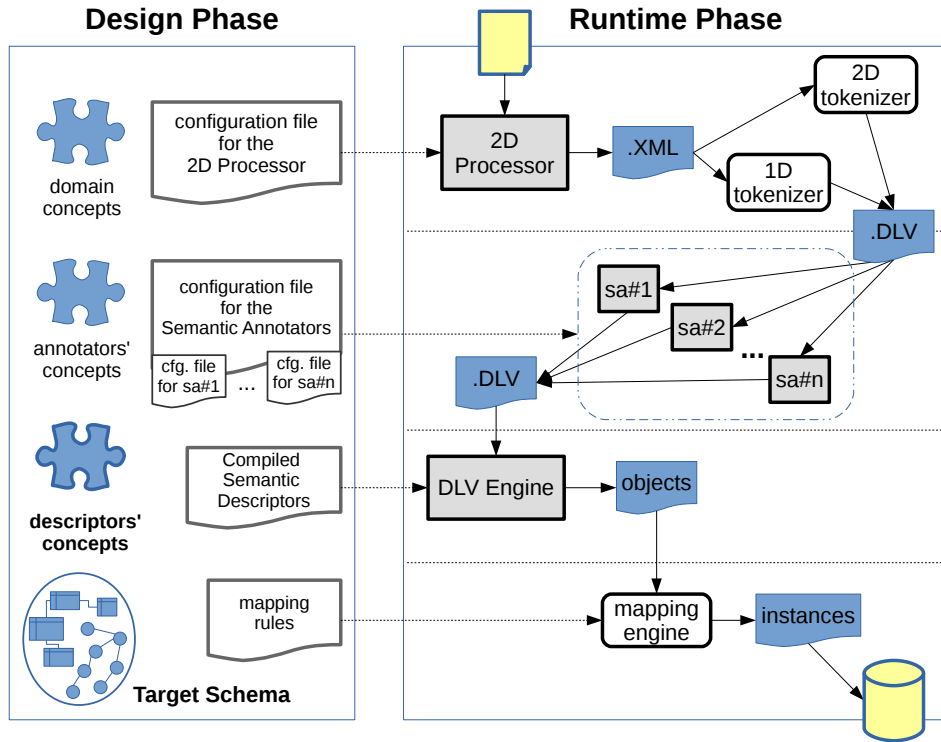 Design Phase
Runtime Phase
domain
concepts
configuration file
for the
2D Processor
annotators'
concepts
configuration file
for the
Semantic Annotators
cfg. file
for sa#1
...
cfg. file
for sa#n
descriptors'
concepts
Compiled
Semantic
Descriptors
mapping
rules
Target Schema
2D
Processor
.XML
2D
tokenizer
1D
tokenizer
.DLV
sa#1
sa#2
...
sa#n
.DLV
DLV Engine
objects
mapping
engine
instances